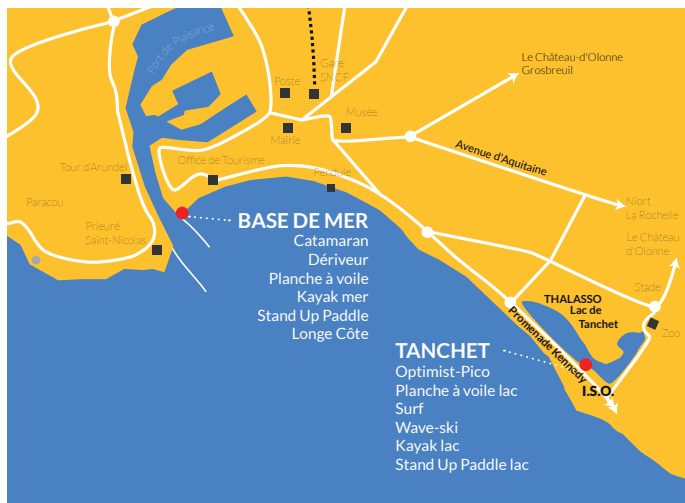 Port de Plaisance
Le Château-d'Olonne
Grosbreuil
Gare
SNCF
Poste
Musée
Mairie
Avenue d'Aquitaine
Office de Tourisme
Tour d'Arundel
Pendule
Paracou
Niort
La Rochelle
Prieuré
Saint-Nicolas
Le Château
d'Olonne
BASE DE MER
Catamaran
Dériveur
Planche à voile
Kayak mer
Stand Up Paddle
Longe Côte
Stade
THALASSO
Lac de
Tanchet
Promenade Kennedy
Zoo
TANCHET
Optimist-Pico
Planche à voile lac
Surf
Wave-ski
Kayak lac
Stand Up Paddle lac
I.S.O.